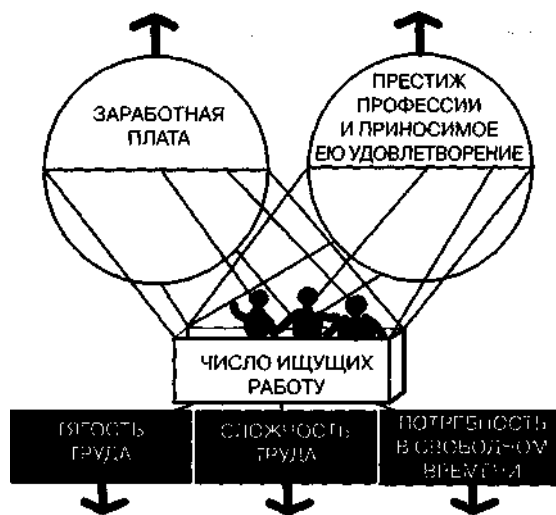 ЗАРАБОТНАЯ
ПЛАТА
ПРЕСТИЖ
ПРОФЕССИИ
И ПРИНОСИМОЕ
ЕЮ УДОВЛЕТВОРЕНИЕ
ЧИСЛО ИЩУЩИХ
РАБОТУ
ТЯГОСТЬ
ТРУДА
СЛОЖНОСТЬ
ТРУДА
ПОТРЕБНОСТЬ
В СВОБОДНОМ
ВРЕМЕНИ